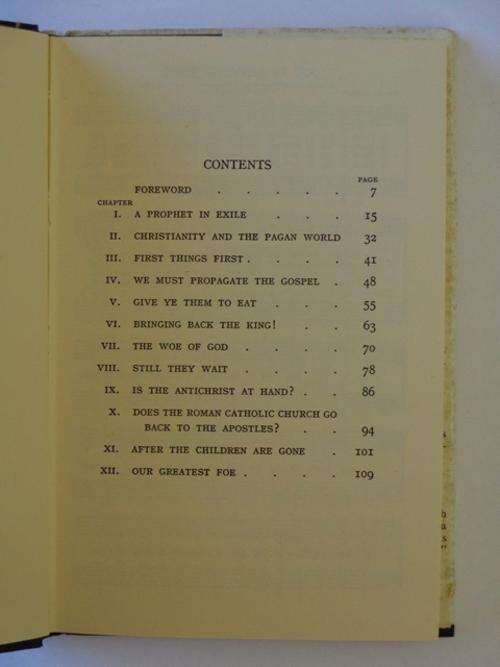 CONTENTS
PAGE
FOREWORD . . . . . 7
CHAPTER
I. A PROPHET IN EXILE . . . 15
II. CHRISTIANITY AND THE PAGAN WORLD 32
III. FIRST THINGS FIRST . . . . 41
IV. WE MUST PROPAGATE THE GOSPEL . 48
V. GIVE YE THEM TO EAT . . . 55
VI. BRINGING BACK THE KING! . . 63
VII. THE WOE OF GOD . . . . 70
VIII. STILL THEY WAIT . . . . 78
IX. IS THE ANTICHRIST AT HAND? . . 86
X. DOES THE ROMAN CATHOLIC CHURCH GO
BACK TO THE APOSTLES? . . 94
XI. AFTER THE CHILDREN ARE GONE . 101
XII. OUR GREATEST FOE . . . . 109